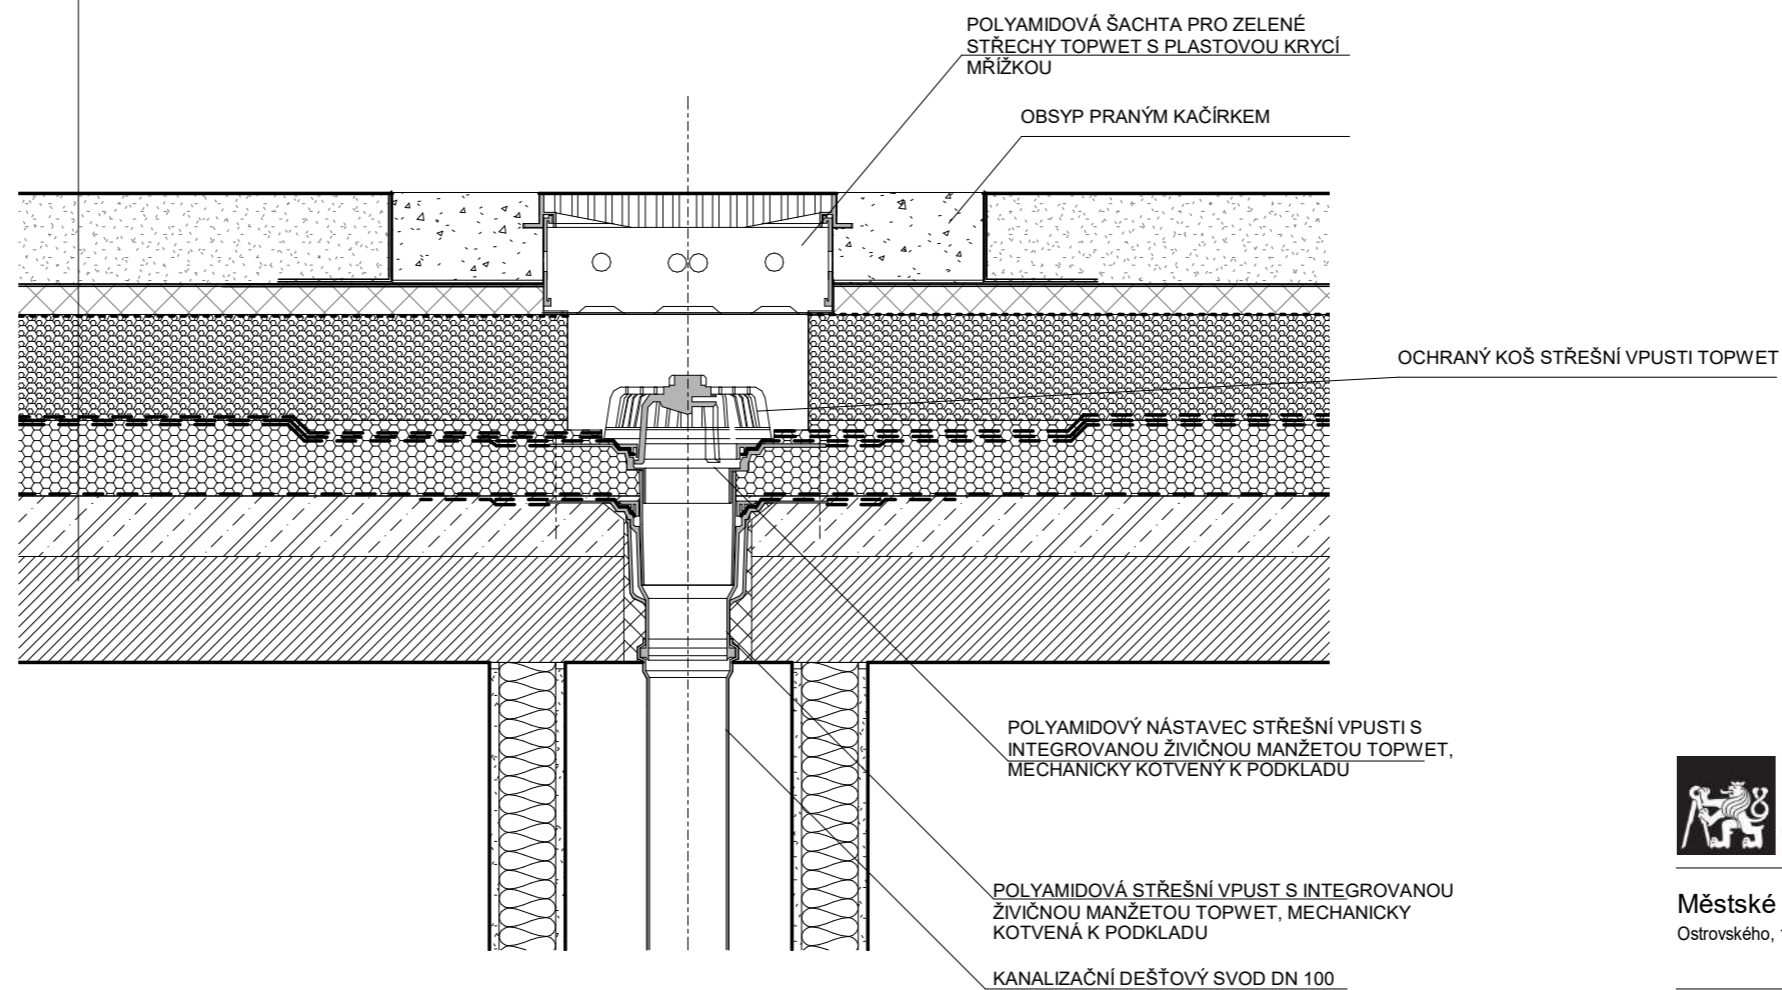 POLYAMIDOVÁ ŠACHTA PRO ZELENÉ
STŘECHY TOPWET S PLASTOVOU KRYCÍ
MŘÍŽKOU
OBSYP PRANÝM KAČÍRKEM
OCHRANÝ KOŠ STŘEŠNÍ VPUSTI TOPWET
POLYAMIDOVÝ NÁSTAVEC STŘEŠNÍ VPUSTI S
INTEGROVANOU ŽIVIČNOU MANŽETOU TOPWET,
MECHANICKY KOTVENÝ K PODKLADU
POLYAMIDOVÁ STŘEŠNÍ VPUST S INTEGROVANOU
ŽIVIČNOU MANŽETOU TOPWET, MECHANICKY
KOTVENÁ K PODKLADU
KANALIZAČNÍ DEŠŤOVÝ SVOD DN 100
Městské
Ostrovského,